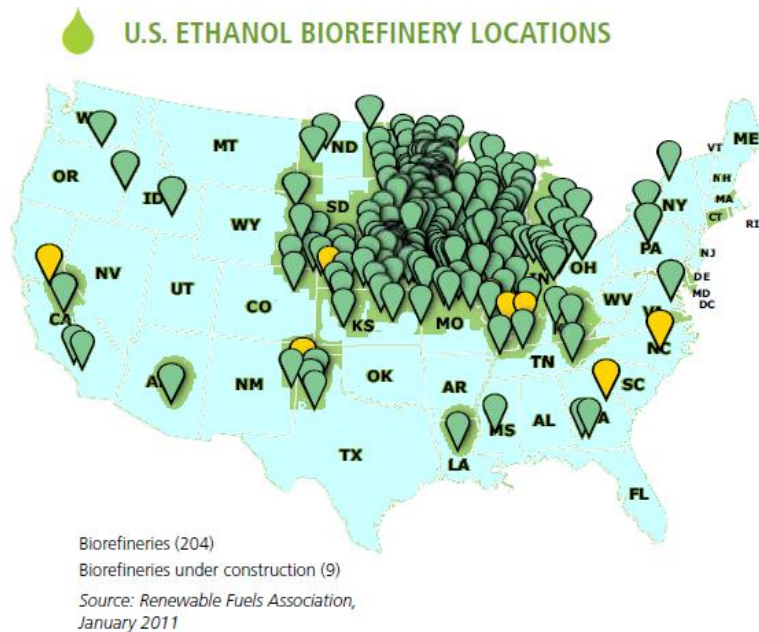 U.S. ETHANOL BIOREFINERY LOCATIONS
W
MT
ND
VT
ME
OR
ID
SD
NH
WY
NY
MA
CT
RI
PA
NV
OH
NJ
UT
CO
DE
WV
MD
DC
VA
CA
KS
MO
NC
TN
NM
OK
AR
SC
MS
AL
A
TX
LA
FL
Biorefineries (204)
Biorefineries under construction (9)
Source: Renewable Fuels Association,
January 2011